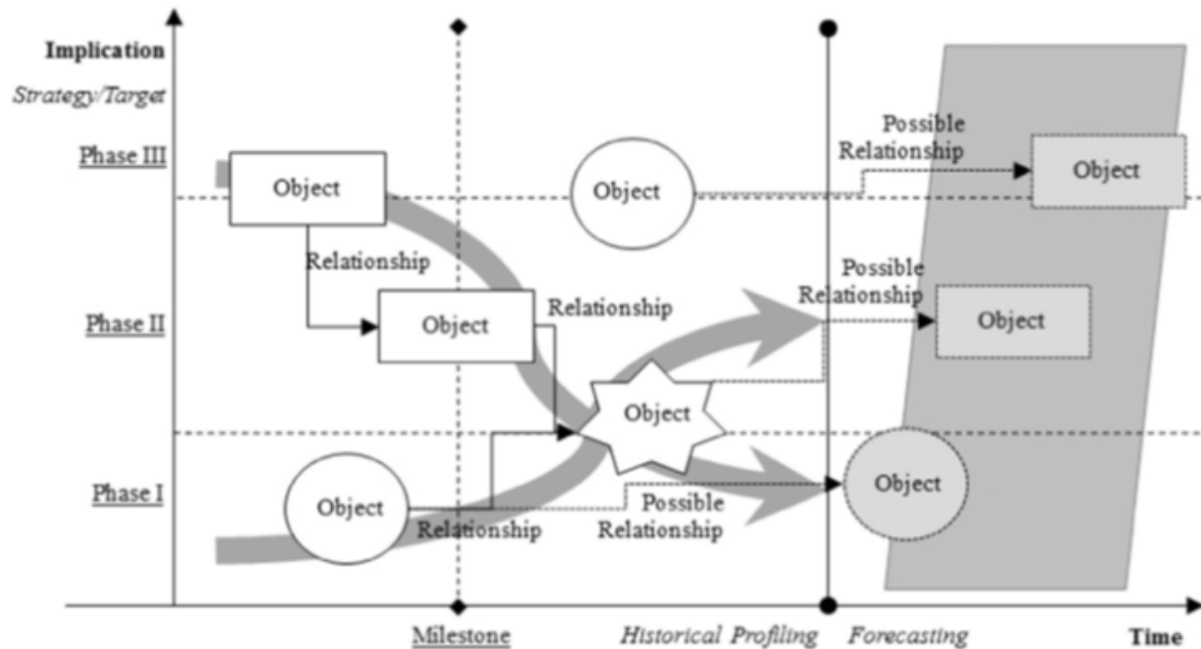 Implication
Strategy/Target
Phase III
Object
Object
Possible
Relationship
Object
Relationship
Phase II
Object
Relationship
Possible
Relationship
Object
Object
Phase I
Object
Relationship
Possible
Relationship
Object
Milestone
Historical Profiling
Forecasting
Time